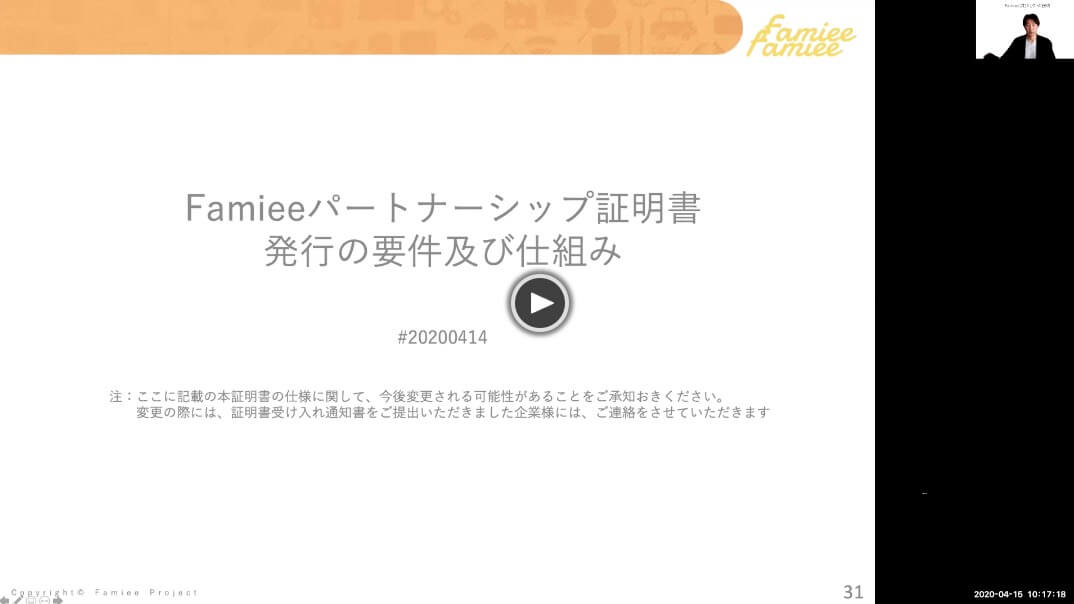 Famiee
Famiee
Famieeパートナーシップ証明書
発行の要件及び仕組み
#20200414
注：ここに記載の本証明書の仕様に関して、今後変更される可能性があることをご承知おきください。
変更の際には、証明書受け入れ通知書をご提出いただきました企業様には、ご連絡をさせていただきます
Copyright© Famiee Project
31
2020-04-15 10:17:18